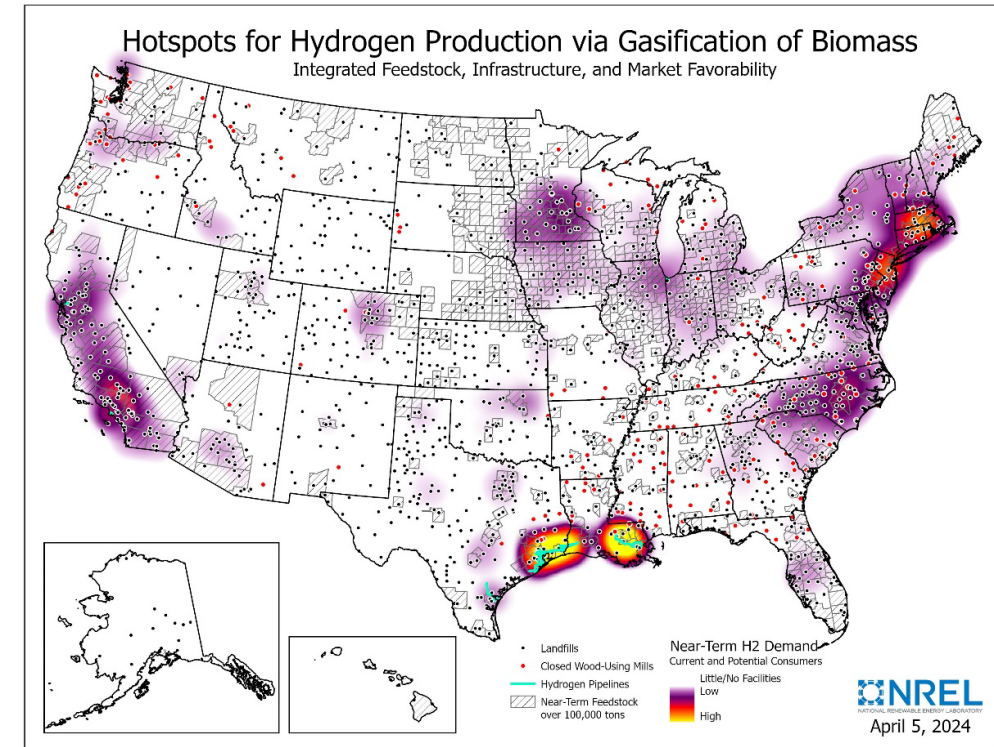 Hotspots for Hydrogen Production via Gasification of Biomass
Integrated Feedstock, Infrastructure, and Market Favorability
Landfills
Closed Wood-Using Mills
Hydrogen Pipelines
Near-Term Feedstock
over 100,000 tons
Near-Term H2 Demand
Current and Potential Consumers
Little/No Facilities
Low
High
NREL
NATIONAL RENEWABLE ENERGY LABORATORY
April 5, 2024